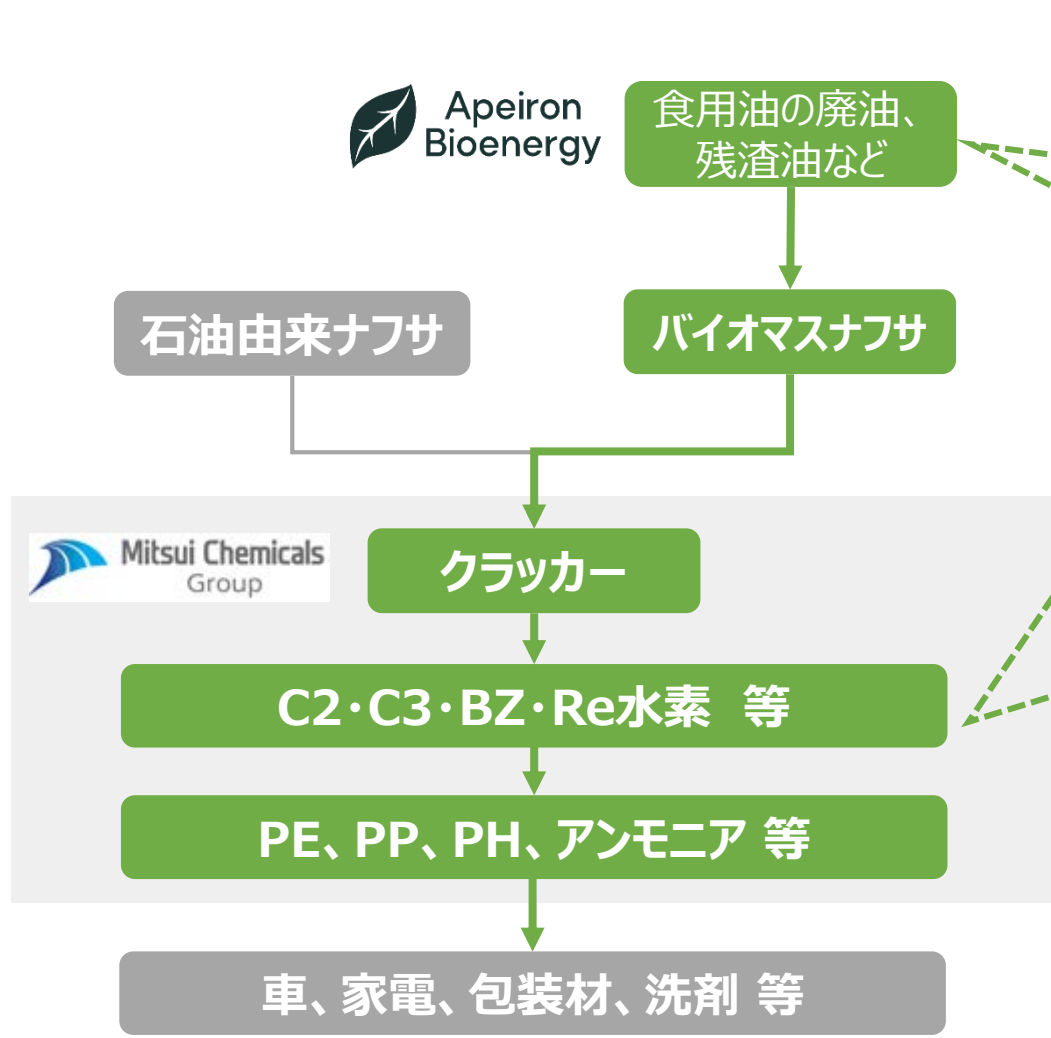 Apeiron
Bioenergy
食用油の廃油、
残渣油など
石油由来ナフサ
バイオマスナフサ
Mitsui Chemicals
Group
クラッカー
C2・C3・BZ・Re水素 等
PE、PP、PH、アンモニア 等
車、家電、包装材、洗剤 等